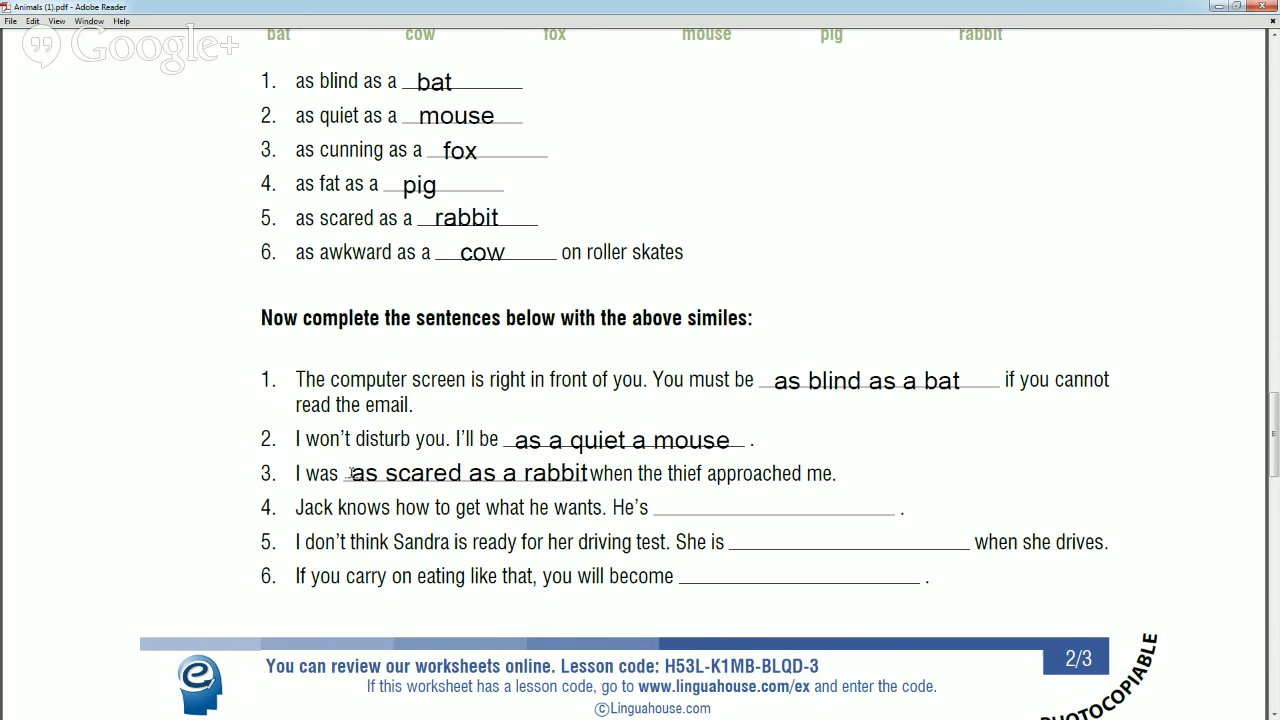 Animals (1).pdf - Adobe Reader
File Edit View Window Help
Google+
bat cow fox mouse pig rabbit
1. as blind as a bat
2. as quiet as a mouse
3. as cunning as a fox
4. as fat as a pig
5. as scared as a rabbit
6. as awkward as a cow on roller skates
Now complete the sentences below with the above similes:
1. The computer screen is right in front of you. You must be as blind as a bat if you cannot
read the email.
2. I won't disturb you. I'll be as a quiet a mouse .
3. I was as scared as a rabbit when the thief approached me.
4. Jack knows how to get what he wants. He's .
5. I don't think Sandra is ready for her driving test. She is when she drives.
6. If you carry on eating like that, you will become .
You can review our worksheets online. Lesson code: H53L-K1MB-BLQD-3
If this worksheet has a lesson code, go to www.linguahouse.com/ex and enter the code.
©Linguahouse.com
2/3
PHOTOCOPIABLE